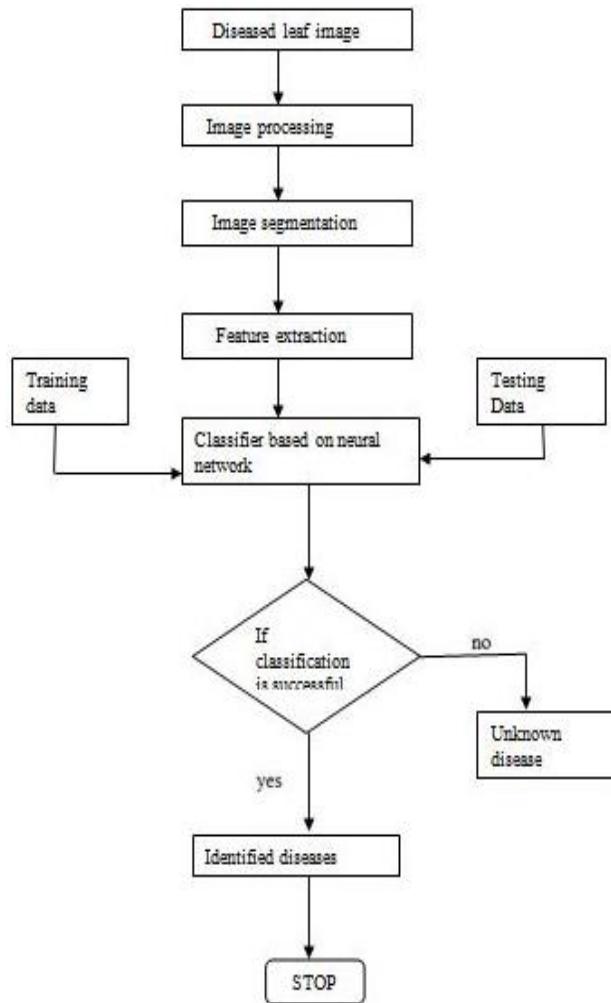 Diseased leaf image
Image processing
Image segmentation
Feature extraction
Training
data
Testing
Data
Classifier based on neural
network
If
classification
is successful
no
Unknown
disease
yes
Identified diseases
STOP